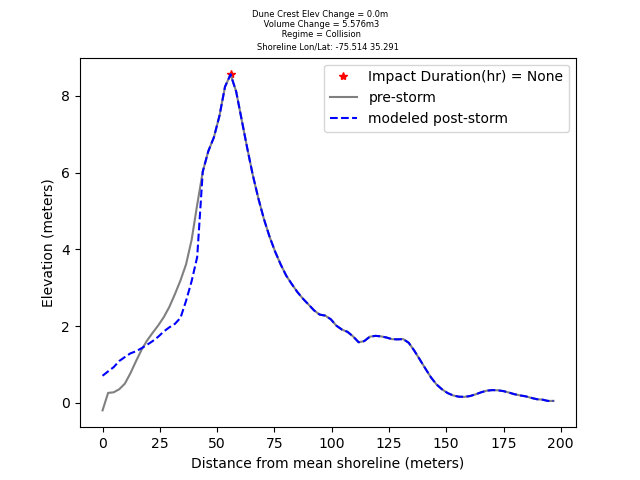 Dune Crest Elev Change = 0.0m
Volume Change = 5.576m3
Regime = Collision
Shoreline Lon/Lat: -75.514 35.291
Impact Duration(hr) = None
pre-storm
modeled post-storm
Elevation (meters)
8
6
4
2
0
0 25 50 75 100 125 150 175 200
Distance from mean shoreline (meters)